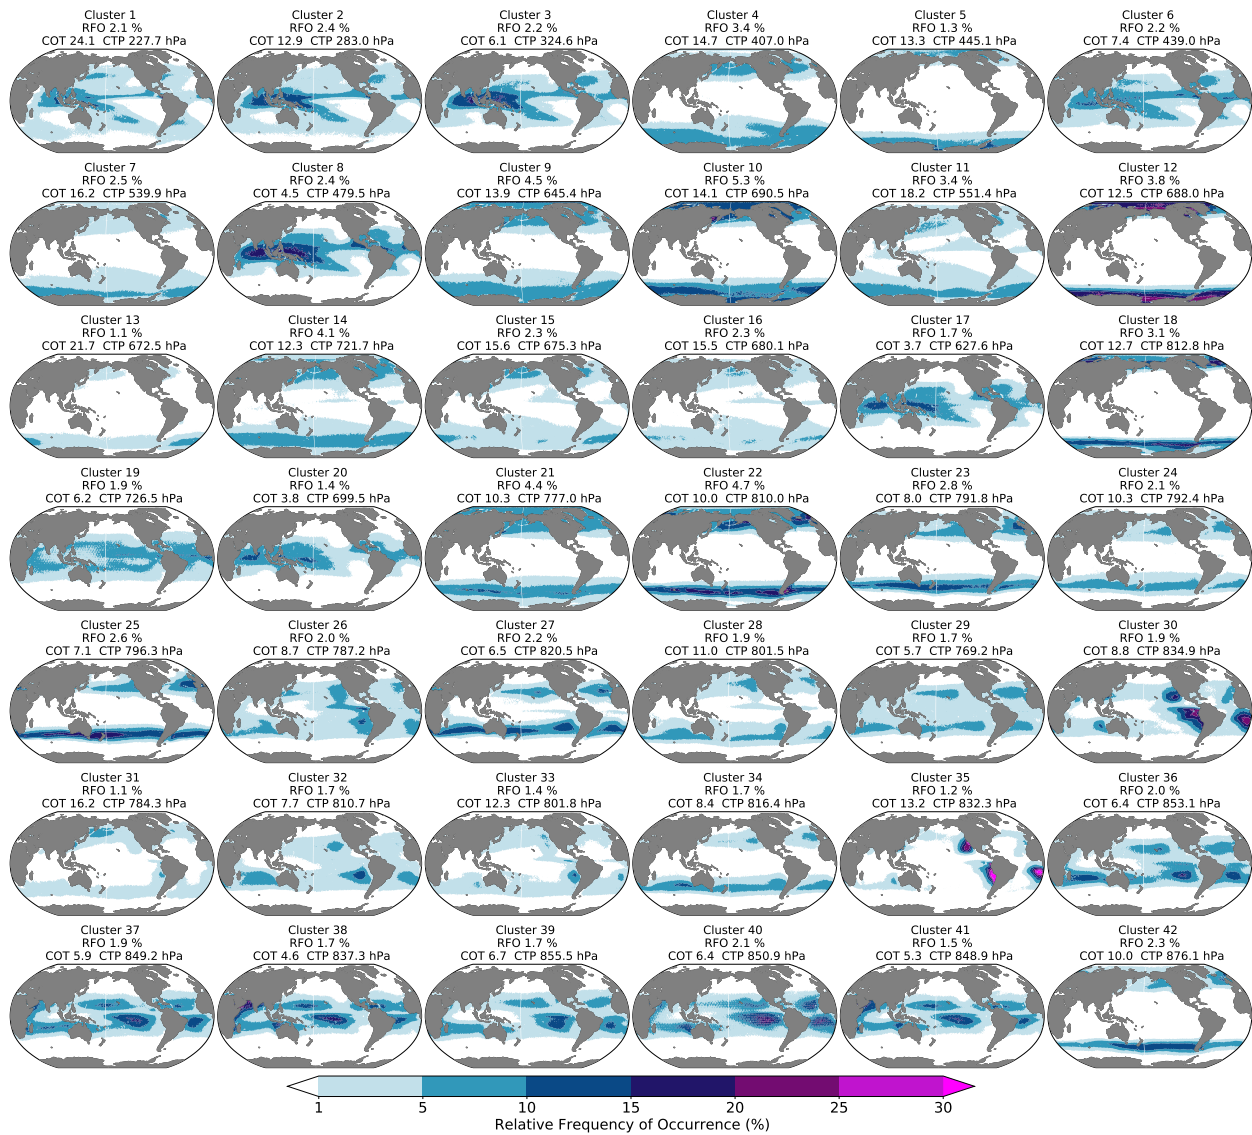 Cluster 1
RFO 2.1 %
COT 24.1 CTP 227.7 hPa
Cluster 2
RFO 2.4 %
COT 12.9 CTP 283.0 hPa
Cluster 3
RFO 2.2 %
COT 6.1 CTP 324.6 hPa
Cluster 4
RFO 3.4 %
COT 14.7 CTP 407.0 hPa
Cluster 5
RFO 1.3 %
COT 13.3 CTP 445.1 hPa
Cluster 6
RFO 2.2 %
COT 7.4 CTP 439.0 hPa
Cluster 7
RFO 2.5 %
COT 16.2 CTP 539.9 hPa
Cluster 8
RFO 2.4 %
COT 4.5 CTP 479.5 hPa
Cluster 9
RFO 4.5 %
COT 13.9 CTP 645.4 hPa
Cluster 10
RFO 5.3 %
COT 14.1 CTP 690.5 hPa
Cluster 11
RFO 3.4 %
COT 18.2 CTP 551.4 hPa
Cluster 12
RFO 3.8 %
COT 12.5 CTP 688.0 hPa
Cluster 13
RFO 1.1 %
COT 21.7 CTP 672.5 hPa
Cluster 14
RFO 4.1 %
COT 12.3 CTP 721.7 hPa
Cluster 15
RFO 2.3 %
COT 15.6 CTP 675.3 hPa
Cluster 16
RFO 2.3 %
COT 15.5 CTP 680.1 hPa
Cluster 17
RFO 1.7 %
COT 3.7 CTP 627.6 hPa
Cluster 18
RFO 3.1 %
COT 12.7 CTP 812.8 hPa
Cluster 19
RFO 1.9 %
COT 6.2 CTP 726.5 hPa
Cluster 20
RFO 1.4 %
COT 3.8 CTP 699.5 hPa
Cluster 21
RFO 4.4 %
COT 10.3 CTP 777.0 hPa
Cluster 22
RFO 4.7 %
COT 10.0 CTP 810.0 hPa
Cluster 23
RFO 2.8 %
COT 8.0 CTP 791.8 hPa
Cluster 24
RFO 2.1 %
COT 10.3 CTP 792.4 hPa
Cluster 25
RFO 2.6 %
COT 7.1 CTP 796.3 hPa
Cluster 26
RFO 2.0 %
COT 8.7 CTP 787.2 hPa
Cluster 27
RFO 2.2 %
COT 6.5 CTP 820.5 hPa
Cluster 28
RFO 1.9 %
COT 11.0 CTP 801.5 hPa
Cluster 29
RFO 1.7 %
COT 5.7 CTP 769.2 hPa
Cluster 30
RFO 1.9 %
COT 8.8 CTP 834.9 hPa
Cluster 31
RFO 1.1 %
COT 16.2 CTP 784.3 hPa
Cluster 32
RFO 1.7 %
COT 7.7 CTP 810.7 hPa
Cluster 33
RFO 1.4 %
COT 12.3 CTP 801.8 hPa
Cluster 34
RFO 1.7 %
COT 8.4 CTP 816.4 hPa
Cluster 35
RFO 1.2 %
COT 13.2 CTP 832.3 hPa
Cluster 36
RFO 2.0 %
COT 6.4 CTP 853.1 hPa
Cluster 37
RFO 1.9 %
COT 5.9 CTP 849.2 hPa
Cluster 38
RFO 1.7 %
COT 4.6 CTP 837.3 hPa
Cluster 39
RFO 1.7 %
COT 6.7 CTP 855.5 hPa
Cluster 40
RFO 2.1 %
COT 6.4 CTP 850.9 hPa
Cluster 41
RFO 1.5 %
COT 5.3 CTP 848.9 hPa
Cluster 42
RFO 2.3 %
COT 10.0 CTP 876.1 hPa
1 5 10 15 20 25 30
Relative Frequency of Occurrence (%)